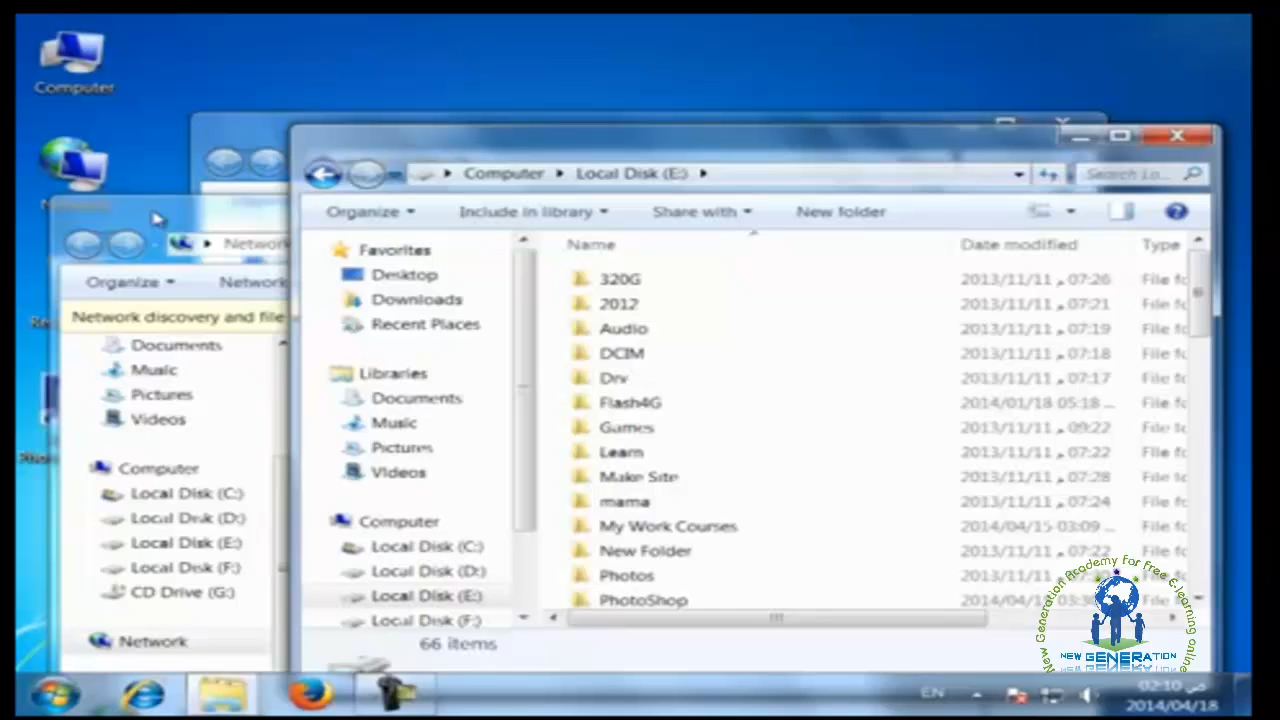 Computer
Computer Local Disk (E:)
Search Lo...
Organize
Include in library
Share with
New folder
Network
Organize
Network
Network discovery and file
Documents
Music
Pictures
Videos
Computer
Local Disk (C:)
Local Disk (D:)
Local Disk (E:)
Local Disk (F:)
CD Drive (G:)
Network
Favorites
Desktop
Downloads
Recent Places
Libraries
Documents
Music
Pictures
Videos
Computer
Local Disk (C:)
Local Disk (D:)
Local Disk (E:)
Local Disk (F:)
Name Date modified Type
320G 2013/11/11 م, 07:26 File fo
2012 2013/11/11 م, 07:21 File fo
Audio 2013/11/11 م, 07:19 File fo
DCIM 2013/11/11 م, 07:18 File fo
Drv 2013/11/11 م, 07:17 File fo
Flash4G 2014/01/18 05:18 ... File fo
Games 2013/11/11 م, 09:22 File fo
Learn 2013/11/11 م, 07:22 File fo
Make Site 2013/11/11 م, 07:28 File fo
mama 2013/11/11 م, 07:24 File fo
My Work Courses 2014/04/15 03:09 ... File fo
New Folder 2013/11/11 م, 07:22 File fo
Photos 2013/11/11
PhotoShop
66 items
New Generation Academy For Free E-learning online
NEW GENERATION
EN
02:10 ص
2014/04/18